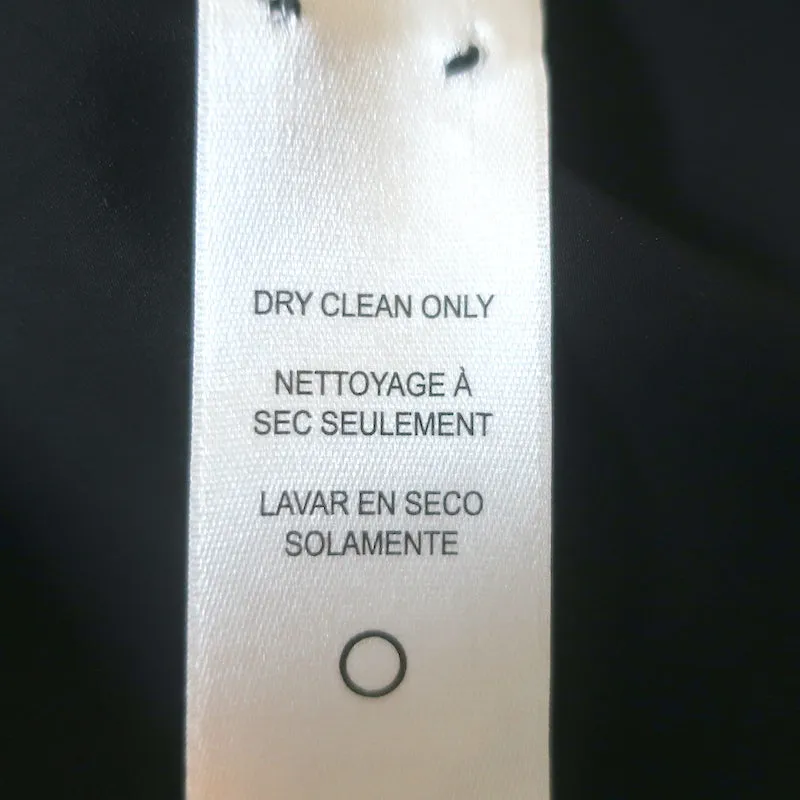 DRY CLEAN ONLY
NETTOYAGE À
SEC SEULEMENT
LAVAR EN SECO
SOLAMENTE